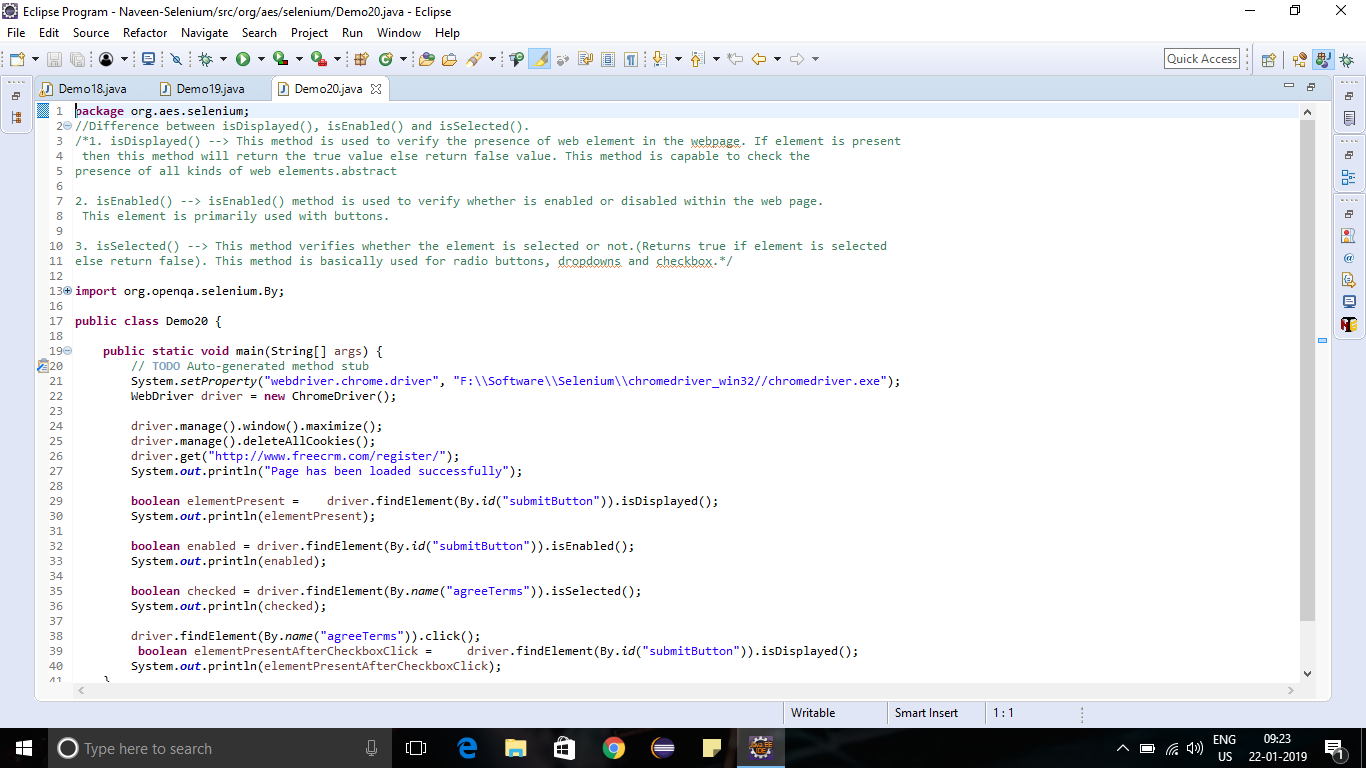 Eclipse Program - Naveen-Selenium/src/org/aes/selenium/Demo20.java - Eclipse
File Edit Source Refactor Navigate Search Project Run Window Help
Quick Access
Demo18.java Demo19.java Demo20.java
1 package org.aes.selenium;
2 //Difference between isDisplayed(), isEnabled() and isSelected().
3 /*1. isDisplayed() --> This method is used to verify the presence of web element in the webpage. If element is present
4 then this method will return the true value else return false value. This method is capable to check the
5 presence of all kinds of web elements.abstract
6
7 2. isEnabled() --> isEnabled() method is used to verify whether is enabled or disabled within the web page.
8 This element is primarily used with buttons.
9
10 3. isSelected() --> This method verifies whether the element is selected or not.(Returns true if element is selected
11 else return false). This method is basically used for radio buttons, dropdowns and checkbox.*/
12
13 import org.openqa.selenium.By;
16
17 public class Demo20 {
18
19 public static void main(String[] args) {
20 // TODO Auto-generated method stub
21 System.setProperty("webdriver.chrome.driver", "F:\\Software\\Selenium\\chromedriver_win32//chromedriver.exe");
22 WebDriver driver = new ChromeDriver();
23
24 driver.manage().window().maximize();
25 driver.manage().deleteAllCookies();
26 driver.get("http://www.freecrm.com/register/");
27 System.out.println("Page has been loaded successfully");
28
29 boolean elementPresent = driver.findElement(By.id("submitButton")).isDisplayed();
30 System.out.println(elementPresent);
31
32 boolean enabled = driver.findElement(By.id("submitButton")).isEnabled();
33 System.out.println(enabled);
34
35 boolean checked = driver.findElement(By.name("agreeTerms")).isSelected();
36 System.out.println(checked);
37
38 driver.findElement(By.name("agreeTerms")).click();
39 boolean elementPresentAfterCheckboxClick = driver.findElement(By.id("submitButton")).isDisplayed();
40 System.out.println(elementPresentAfterCheckboxClick);
41 }
Writable Smart Insert 1 : 1
Type here to search
ENG 09:23
US 22-01-2019
1